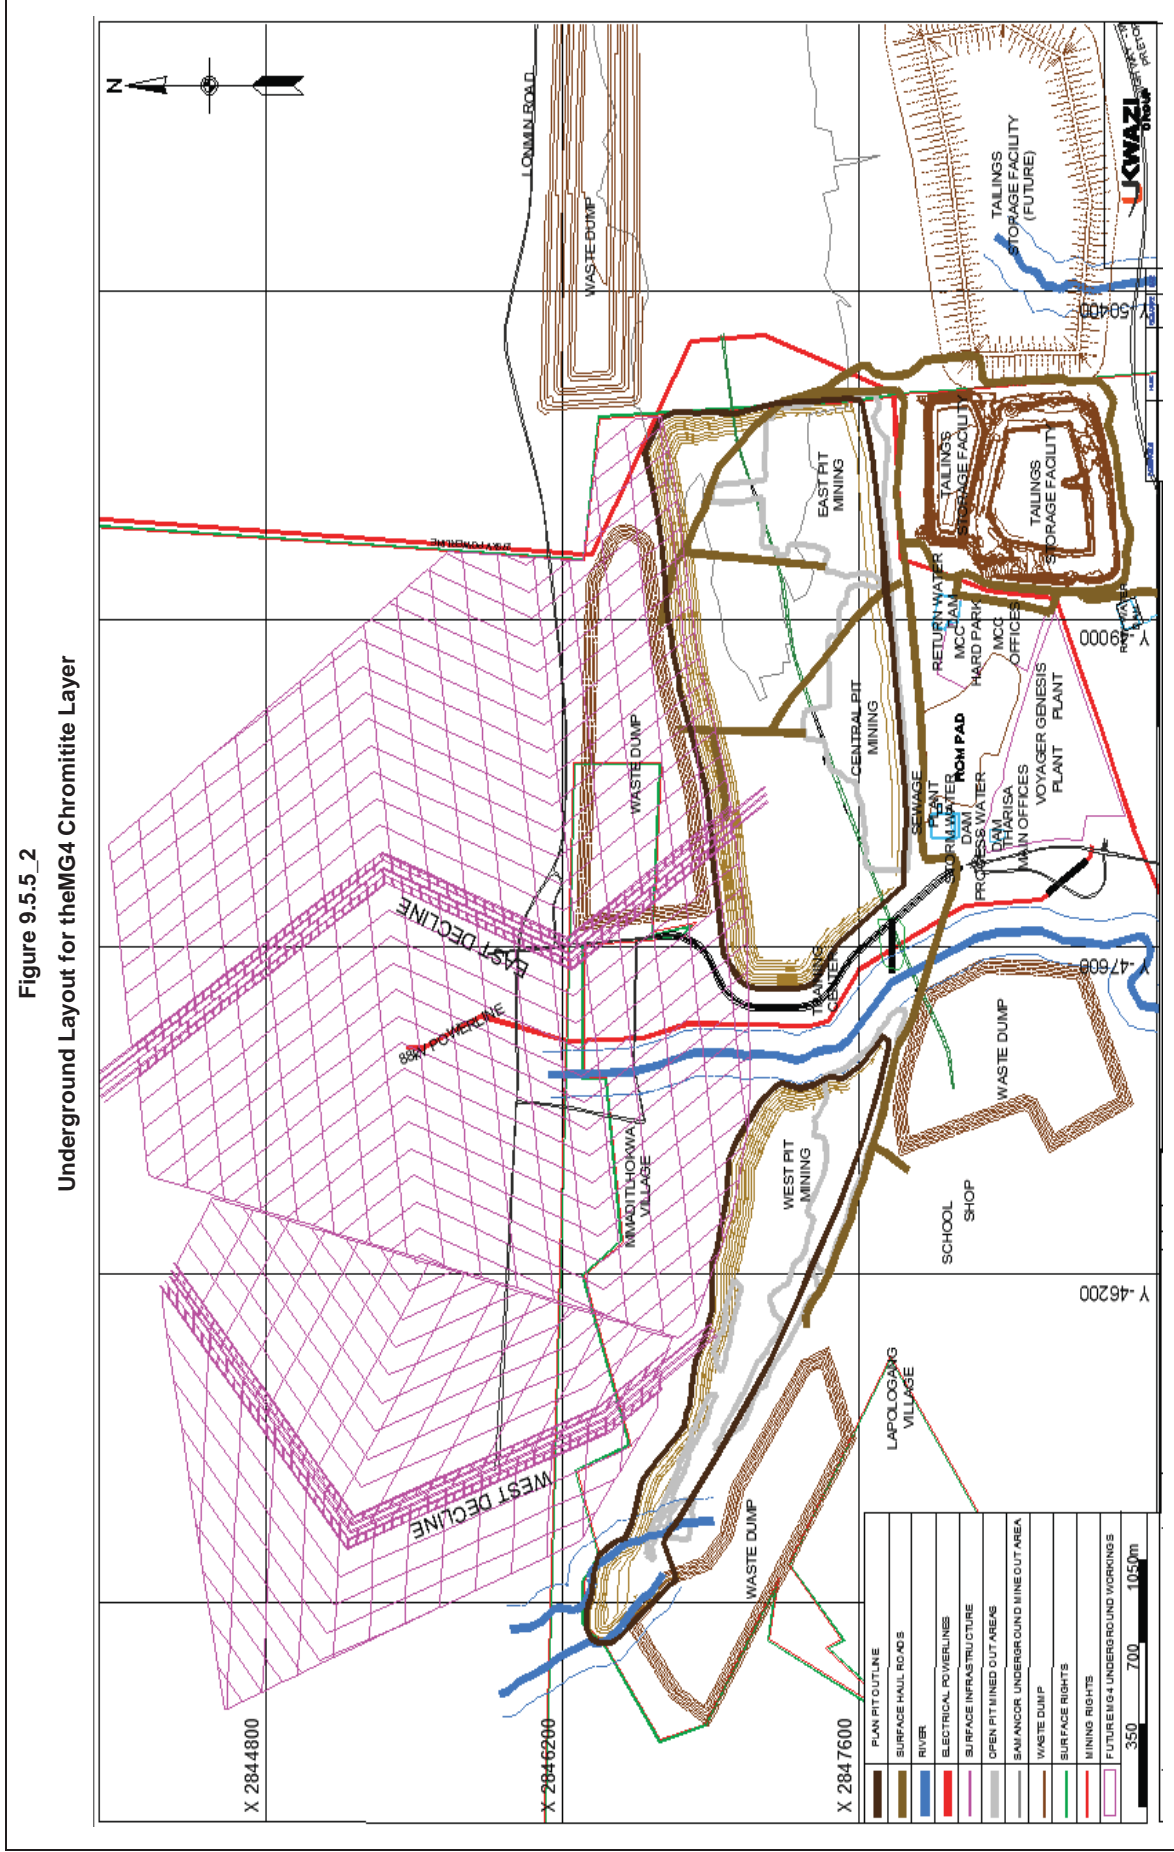 Figure 9.5.5_2
Underground Layout for theMG4 Chromitite Layer
N
LONMIN ROAD
WASTE DUMP
TAILINGS
STORAGE FACILITY
(FUTURE)
UKWAZI
GROUP
Y-50400
EAST PIT
MINING
TAILINGS
STORAGE FACILITY
TAILINGS
STORAGE FACILITY
RETURN WATER
DAM
MCC
HARD PARK
MCC
OFFICES
Y
49000
WASTE DUMP
CENTRAL PIT
MINING
SEWAGE
PLANT
ROM PAD
STORM WATER
DAM
PROCESS WATER
DAM
THARISA
MAIN OFFICES
VOYAGER GENESIS
PLANT PLANT
EAST DECLINE
88kV POWERLINE
TRAINING
CENTER
Y-47600
WASTE DUMP
MMADITLHOKWA
VILLAGE
WEST PIT
MINING
SCHOOL
SHOP
Y-46200
WEST DECLINE
LAPOLOGANG
VILLAGE
WASTE DUMP
X 2844800
X 2846200
X 2847600
PLAN PIT OUTLINE
SURFACE HAUL ROADS
RIVER
ELECTRICAL POWERLINES
SURFACE INFRASTRUCTURE
OPEN PIT MINED OUT AREAS
SAMANCOR UNDERGROUND MINE OUT AREA
WASTE DUMP
SURFACE RIGHTS
MINING RIGHTS
FUTURE MG4 UNDERGROUND WORKINGS
350 700 1050m